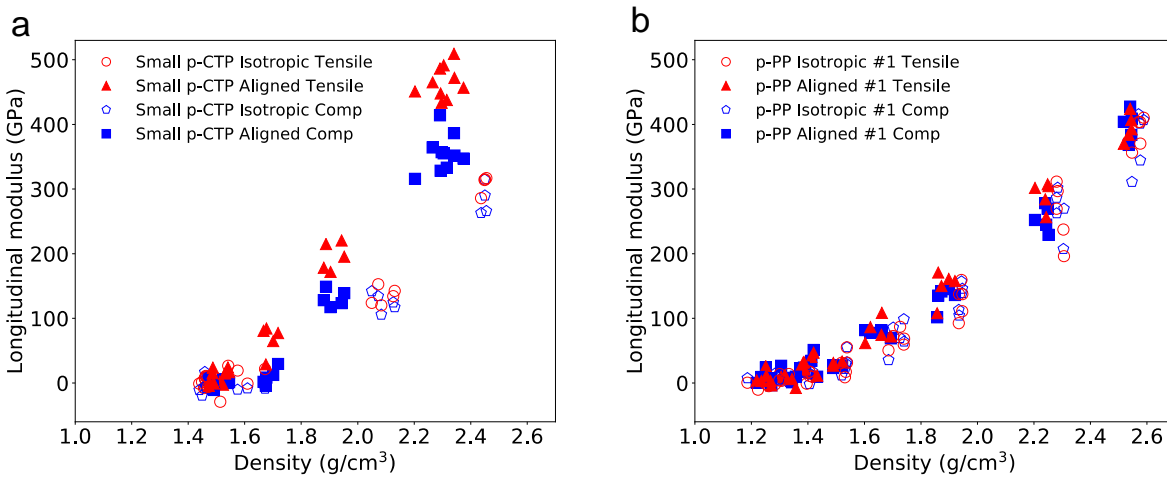 a
Small p-CTP Isotropic Tensile
Small p-CTP Aligned Tensile
Small p-CTP Isotropic Comp
Small p-CTP Aligned Comp
Longitudinal modulus (GPa)
500
400
300
200
100
0
1.0 1.2 1.4 1.6 1.8 2.0 2.2 2.4 2.6
Density (g/cm³)
b
p-PP Isotropic #1 Tensile
p-PP Aligned #1 Tensile
p-PP Isotropic #1 Comp
p-PP Aligned #1 Comp
Longitudinal modulus (GPa)
500
400
300
200
100
0
1.0 1.2 1.4 1.6 1.8 2.0 2.2 2.4 2.6
Density (g/cm³)